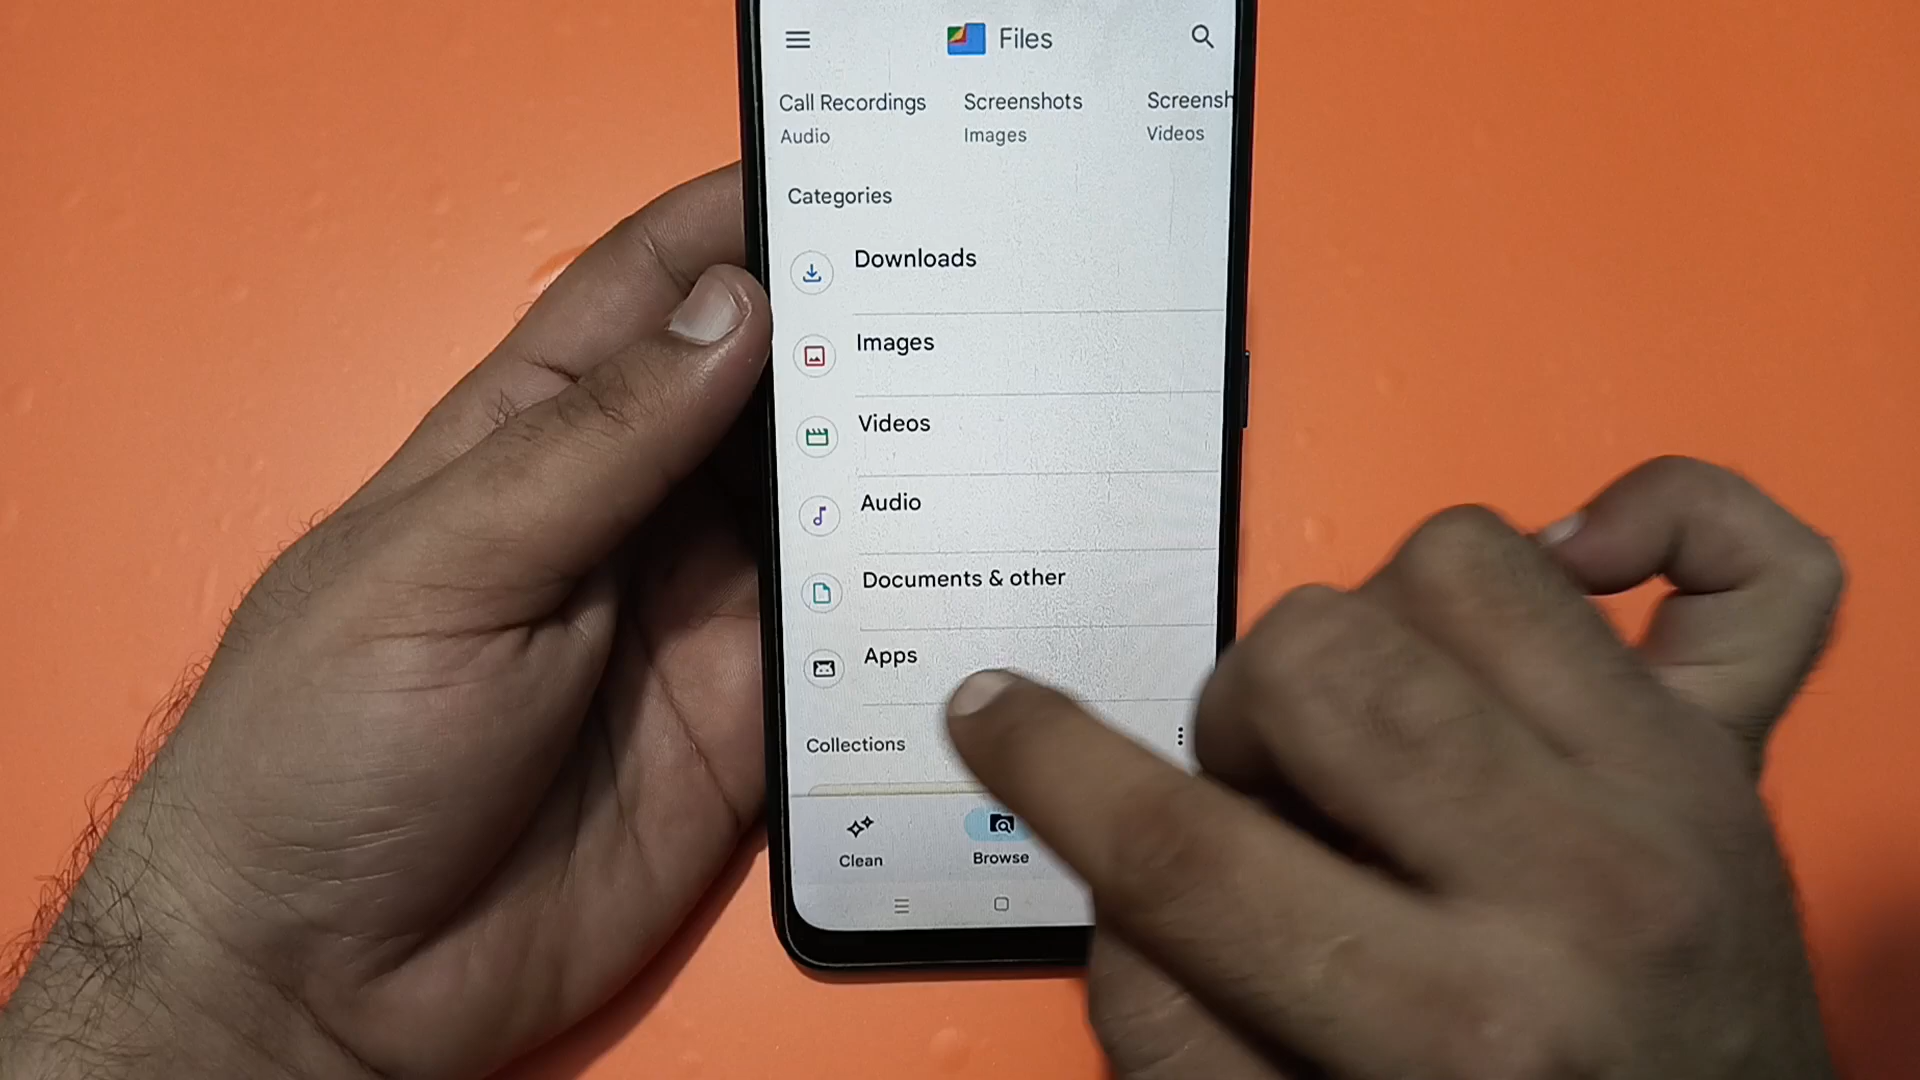 Files
Call Recordings
Audio
Screenshots
Images
Screensh
Videos
Categories
Downloads
Images
Videos
Audio
Documents & other
Apps
Collections
Clean
Browse